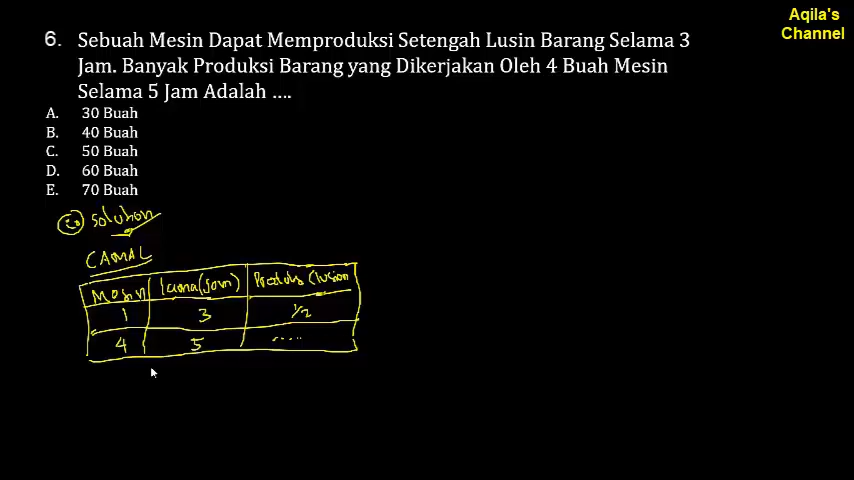 Aqila's
Channel
6. Sebuah Mesin Dapat Memproduksi Setengah Lusin Barang Selama 3
Jam. Banyak Produksi Barang yang Dikerjakan Oleh 4 Buah Mesin
Selama 5 Jam Adalah ....
A. 30 Buah
B. 40 Buah
C. 50 Buah
D. 60 Buah
E. 70 Buah
solution
CAMAL
Mesin lama (jam) Produksi (lusin
1 3 1/2
4 5 .....